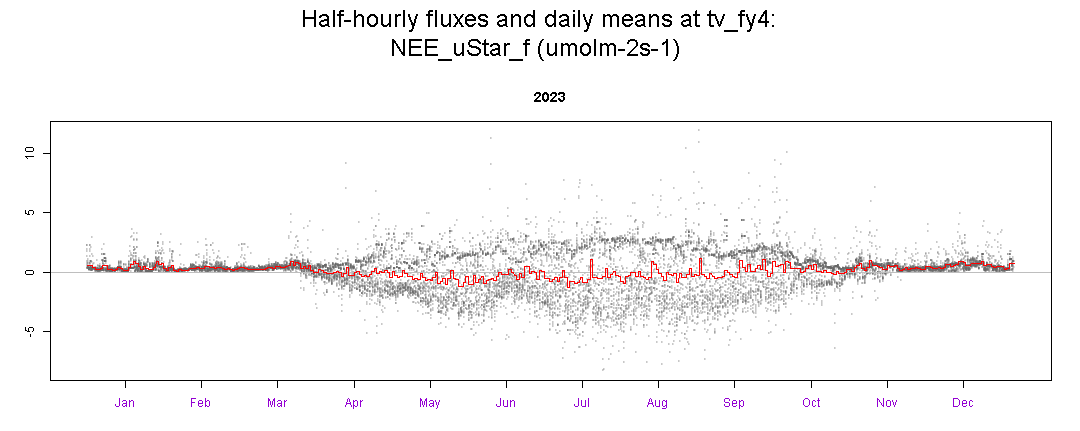 Half-hourly fluxes and daily means at tv_fy4:
NEE_uStar_f (umolm-2s-1)
2023
10
5
0
-5
Jan Feb Mar Apr May Jun Jul Aug Sep Oct Nov Dec